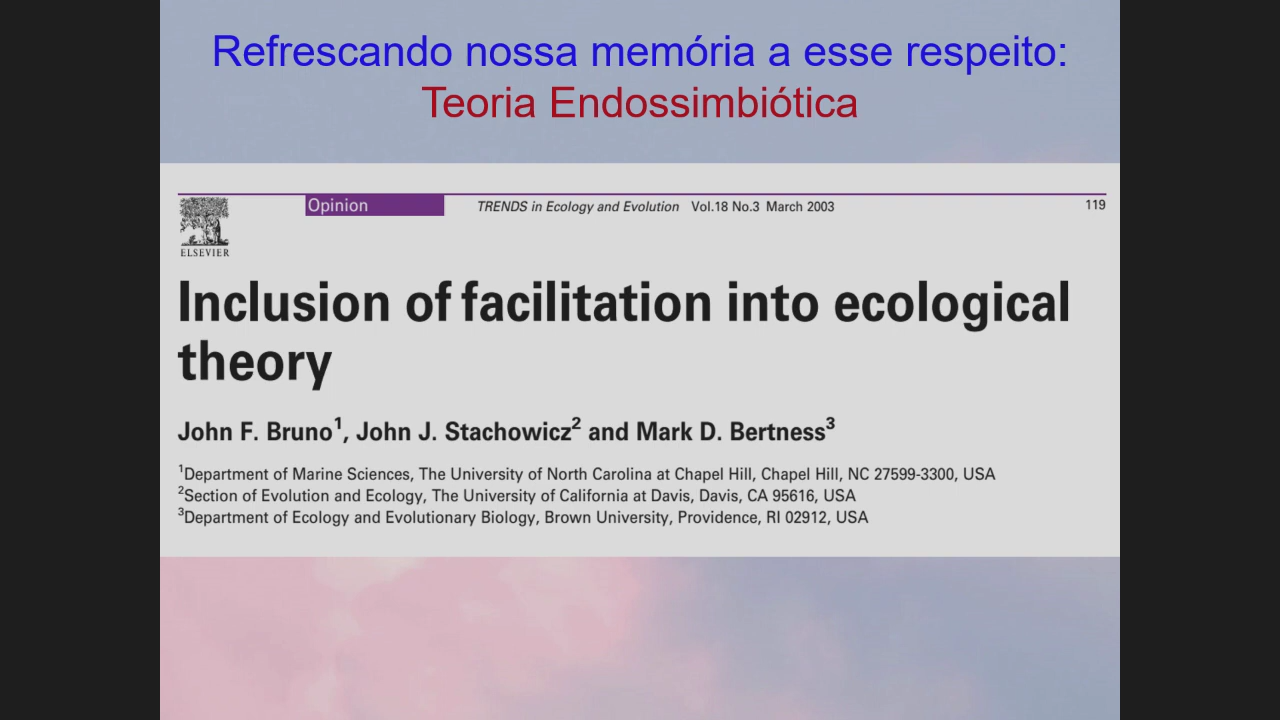 Refrescando nossa memória a esse respeito:
Teoria Endossimbiótica
Opinion TRENDS in Ecology and Evolution Vol.18 No.3 March 2003 119
ELSEVIER
Inclusion of facilitation into ecological
theory
John F. Bruno¹, John J. Stachowicz² and Mark D. Bertness³
¹Department of Marine Sciences, The University of North Carolina at Chapel Hill, Chapel Hill, NC 27599-3300, USA
²Section of Evolution and Ecology, The University of California at Davis, Davis, CA 95616, USA
³Department of Ecology and Evolutionary Biology, Brown University, Providence, RI 02912, USA